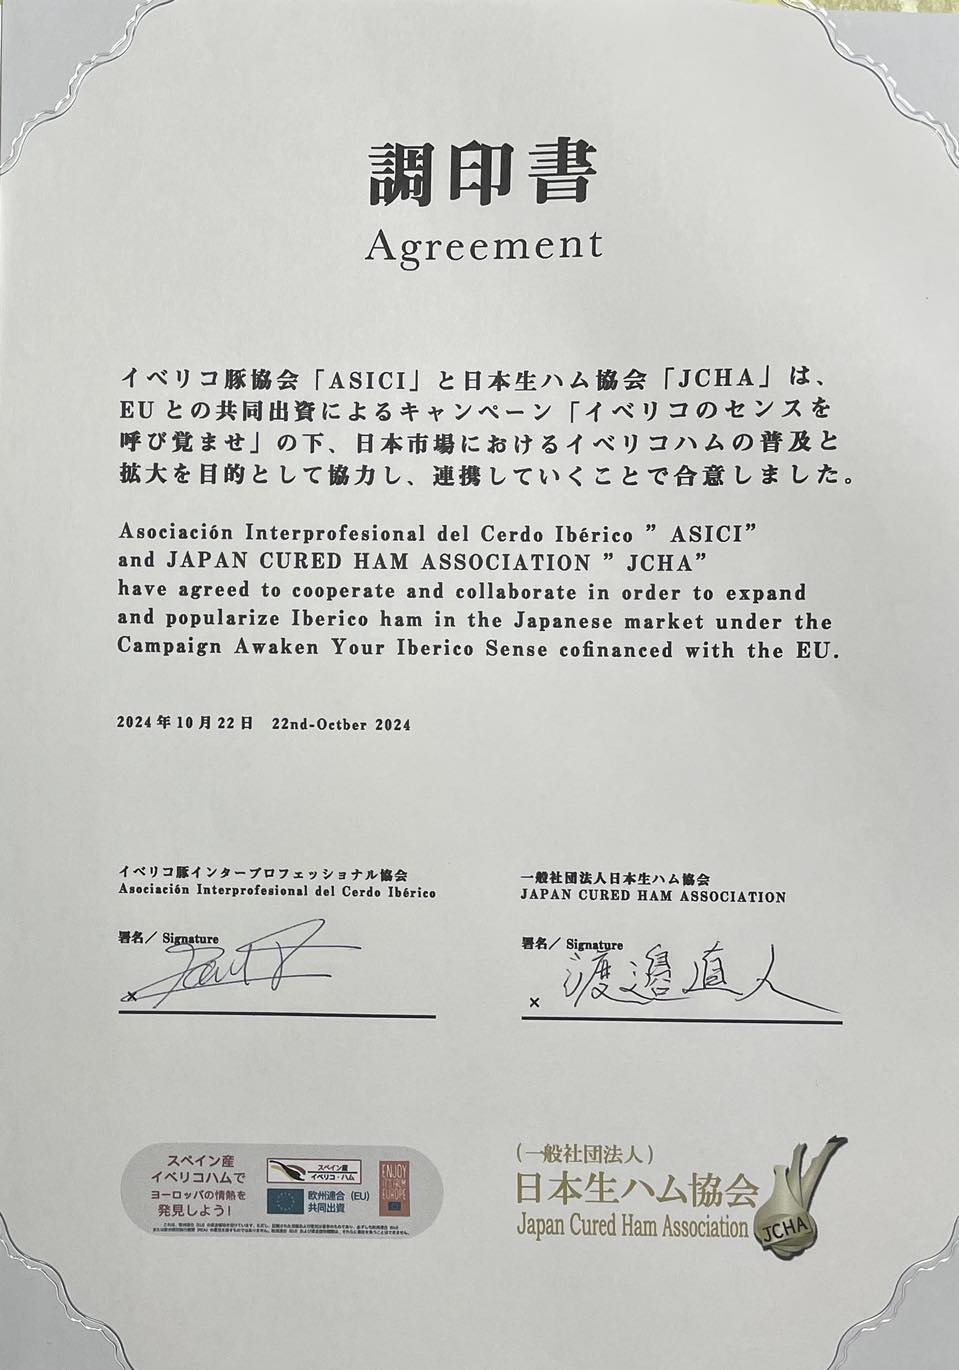 調印書
Agreement
イベリコ豚協会「ASICI」と日本生ハム協会「JCHA」は、
EUとの共同出資によるキャンペーン「イベリコのセンスを
呼び覚ませ」の下、日本市場におけるイベリコハムの普及と
拡大を目的として協力し、連携していくことで合意しました。
Asociación Interprofesional del Cerdo Ibérico ” ASICI”
and JAPAN CURED HAM ASSOCIATION ” JCHA”
have agreed to cooperate and collaborate in order to expand
and popularize Iberico ham in the Japanese market under the
Campaign Awaken Your Iberico Sense cofinanced with the EU.
2024年10月22日 22nd-Octber 2024
イベリコ豚インタープロフェッショナル協会
Asociación Interprofesional del Cerdo Ibérico
署名／ Signature
×
一般社団法人日本生ハム協会
JAPAN CURED HAM ASSOCIATION
署名／ Signature
× 渡邉直人
スペイン産
イベリコハムで
ヨーロッパの情熱を
発見しよう!
スペイン産
イベリコ・ハム
欧州連合（EU）
共同出資
ENJOY
IT'S FROM
EUROPE
(一般社団法人)
日本生ハム協会
Japan Cured Ham Association
JCHA